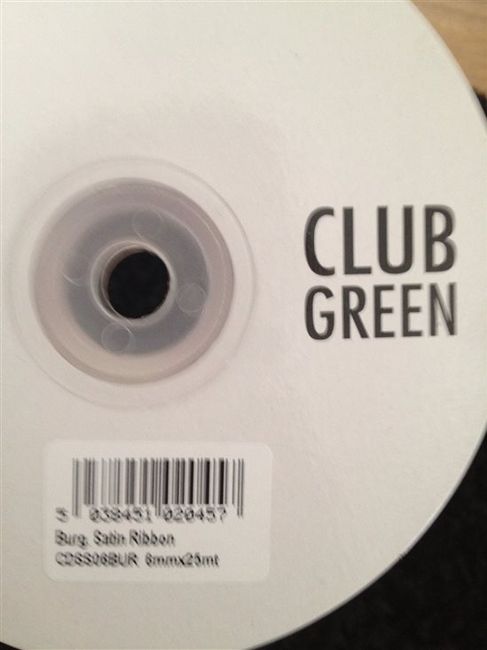 CLUB
GREEN
5 038451 020457
Burg. Satin Ribbon
CDSS06BUR 6mmx25mt